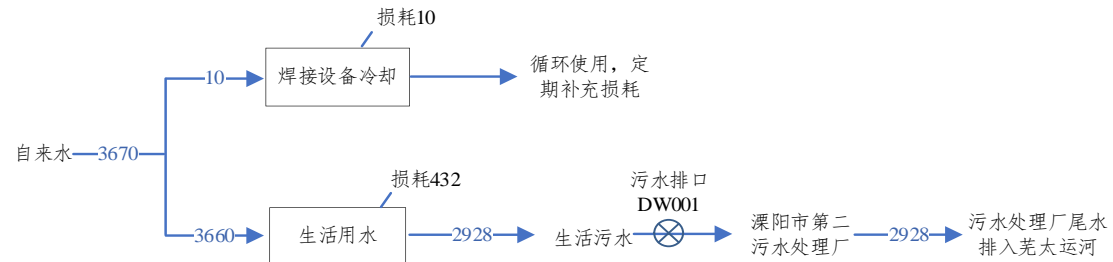 损耗10
10
焊接设备冷却
循环使用，定
期补充损耗
自来水
3670
损耗432
3660
生活用水
2928
生活污水
污水排口
DW001
溧阳市第二
污水处理厂
2928
污水处理厂尾水
排入芜太运河